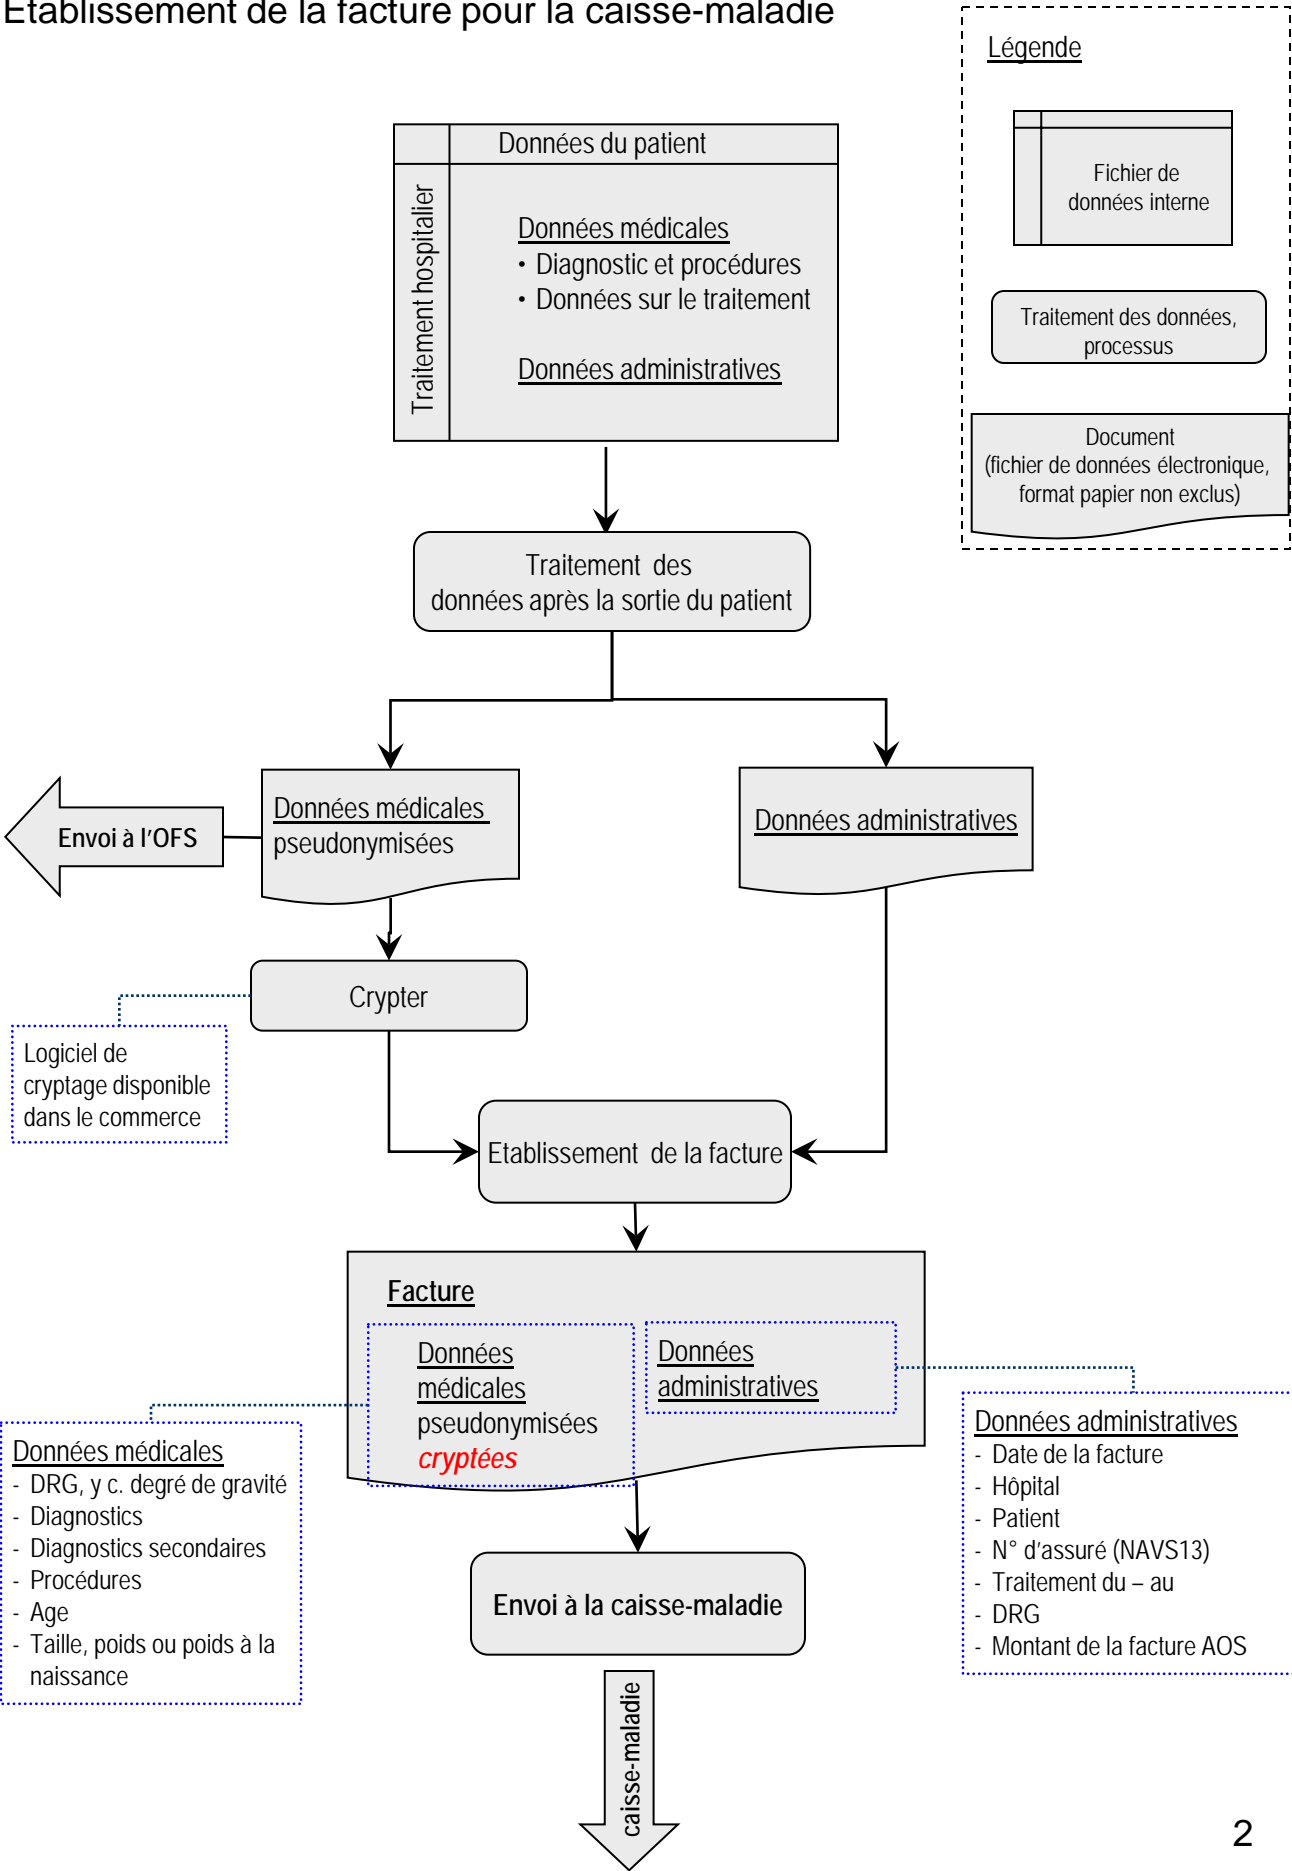 Etablissement de la facture pour la caisse-maladie
Légende
Fichier de
données interne
Traitement des données,
processus
Document
(fichier de données électronique,
format papier non exclus)
Données du patient
Traitement hospitalier
Données médicales
• Diagnostic et procédures
• Données sur le traitement
Données administratives
Traitement des
données après la sortie du patient
Envoi à l'OFS
Données médicales
pseudonymisées
Données administratives
Crypter
Logiciel de
cryptage disponible
dans le commerce
Etablissement de la facture
Facture
Données
médicales
pseudonymisées
cryptées
Données
administratives
Données médicales
- DRG, y c. degré de gravité
- Diagnostics
- Diagnostics secondaires
- Procédures
- Age
- Taille, poids ou poids à la
naissance
Données administratives
- Date de la facture
- Hôpital
- Patient
- N° d'assuré (NAVS13)
- Traitement du – au
- DRG
- Montant de la facture AOS
Envoi à la caisse-maladie
caisse-maladie
2